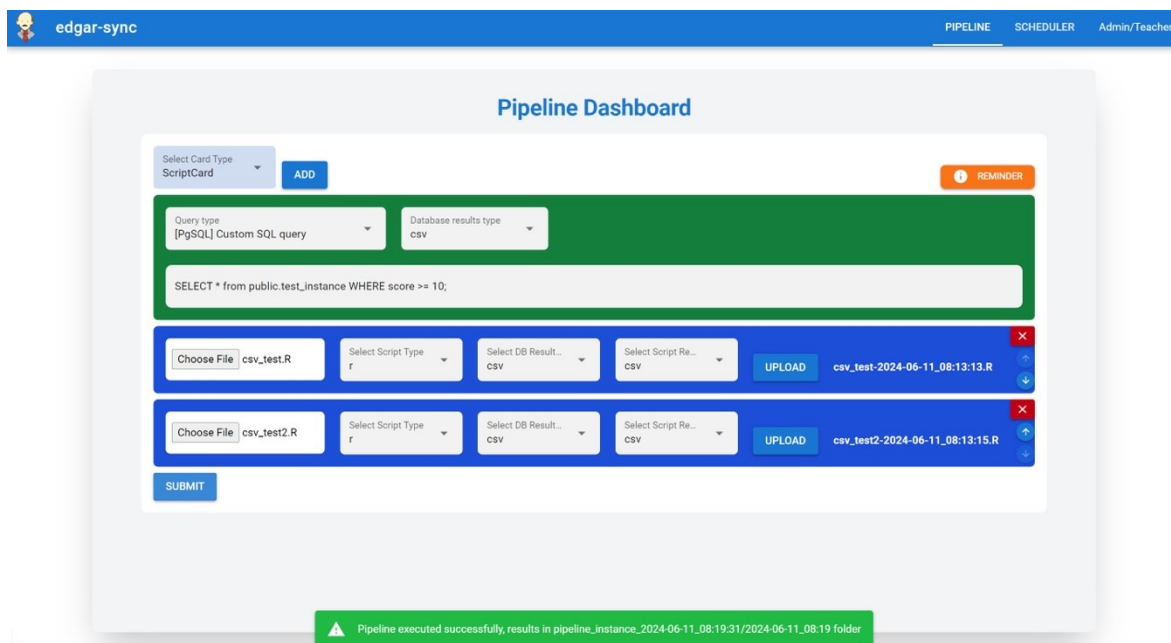 edgar-sync PIPELINE SCHEDULER Admin/Teacher
Pipeline Dashboard
Select Card Type
ScriptCard
ADD
REMINDER
Query type
[PgSQL] Custom SQL query
Database results type
csv
SELECT * from public.test_instance WHERE score >= 10;
Choose File csv_test.R
Select Script Type
r
Select DB Result...
csv
Select Script Re...
csv
UPLOAD
csv_test-2024-06-11_08:13:13.R
Choose File csv_test2.R
Select Script Type
r
Select DB Result...
csv
Select Script Re...
csv
UPLOAD
csv_test2-2024-06-11_08:13:15.R
SUBMIT
Pipeline executed successfully, results in pipeline_instance_2024-06-11_08:19:31/2024-06-11_08:19 folder